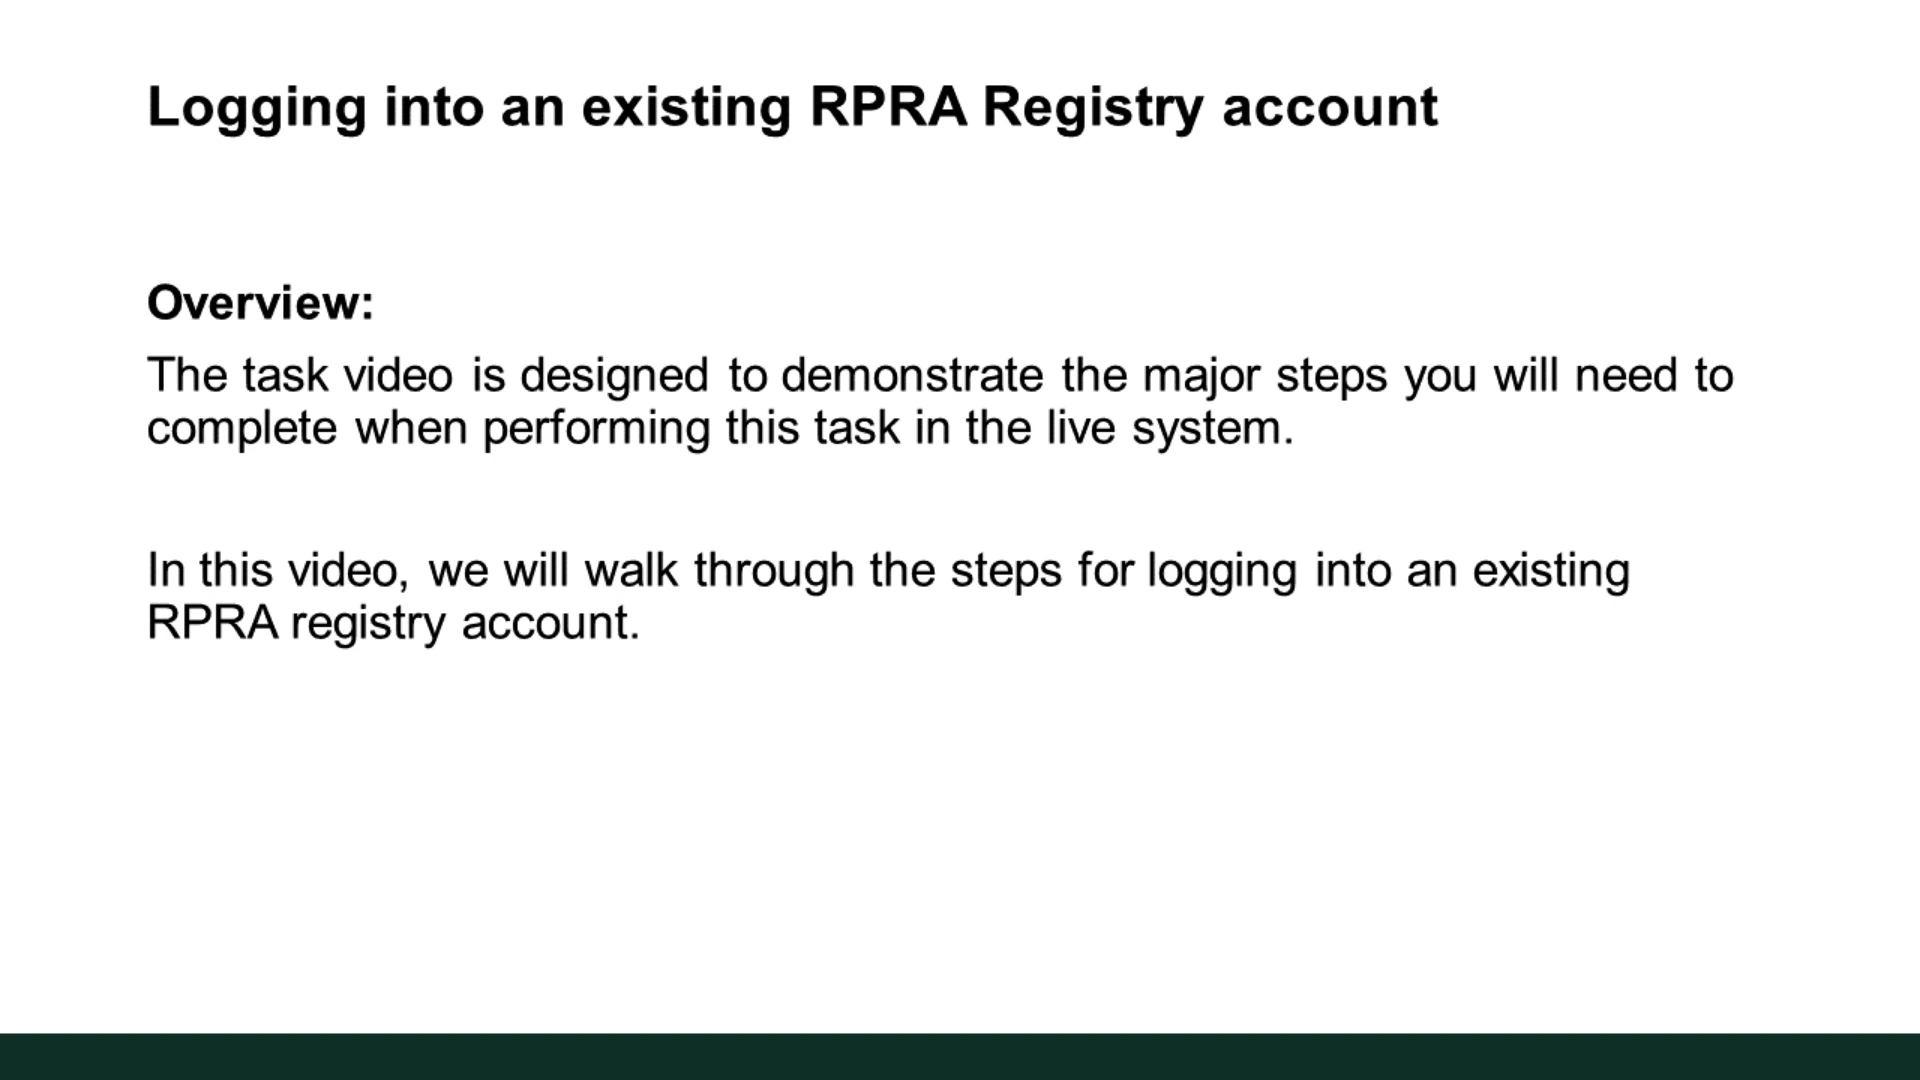 Logging into an existing RPRA Registry account
Overview:
The task video is designed to demonstrate the major steps you will need to
complete when performing this task in the live system.
In this video, we will walk through the steps for logging into an existing
RPRA registry account.